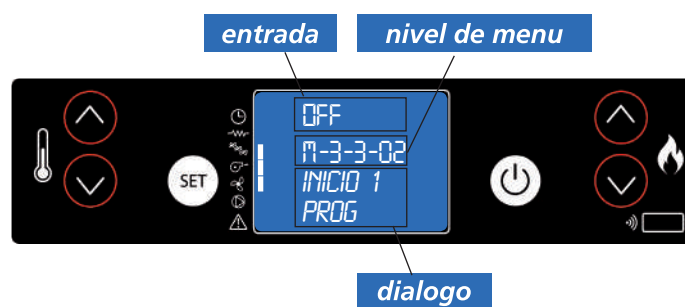 entrada
nivel de menu
OFF
M-3-3-02
SET
INICIO 1
PROG
dialogo